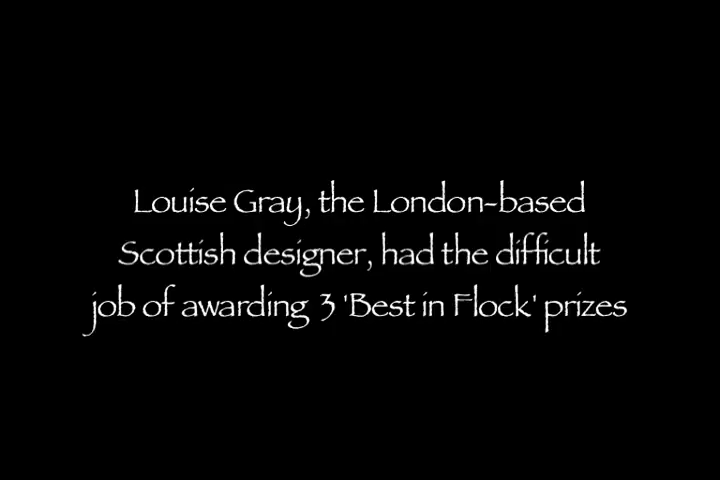 Louise Gray, the London-based
Scottish designer, had the difficult
job of awarding 3 'Best in Flock' prizes